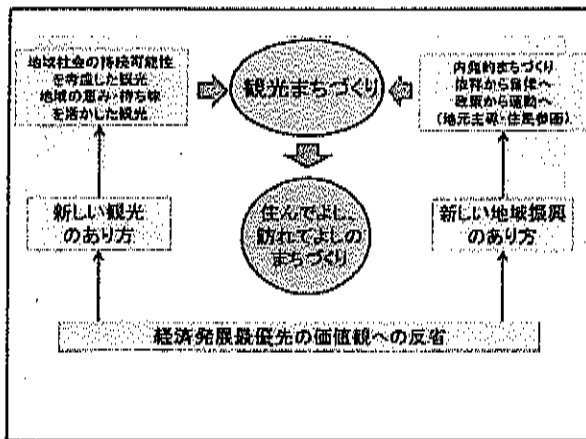 地域社会の持続可能性
を考慮した観光
地域の恵み・持ち味
を活かした観光
観光まちづくり
内発的まちづくり
依存から自律へ
政策から運動へ
(地元主導・住民参画)
新しい観光
のあり方
住んでよし、
訪れてよしの
まちづくり
新しい地域振興
のあり方
経済発展最優先の価値観への反省